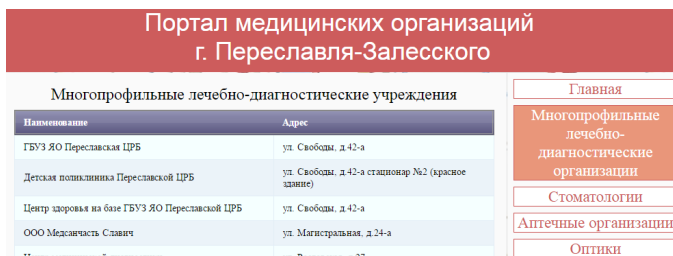 Портал медицинских организаций
г. Переславля-Залесского
Многопрофильные лечебно-диагностические учреждения
Наименование Адрес
ГБУЗ ЯО Переславская ЦРБ ул. Свободы, д.42-а
Детская поликлиника Переславской ЦРБ ул. Свободы, д.42-а стационар №2 (красное
здание)
Центр здоровья на базе ГБУЗ ЯО Переславской ЦРБ ул. Свободы, д.42-а
ООО Медсанчасть Славич ул. Магистральная, д.24-а
Главная
Многопрофильные
лечебно-
диагностические
организации
Стоматологии
Аптечные организации
Оптики